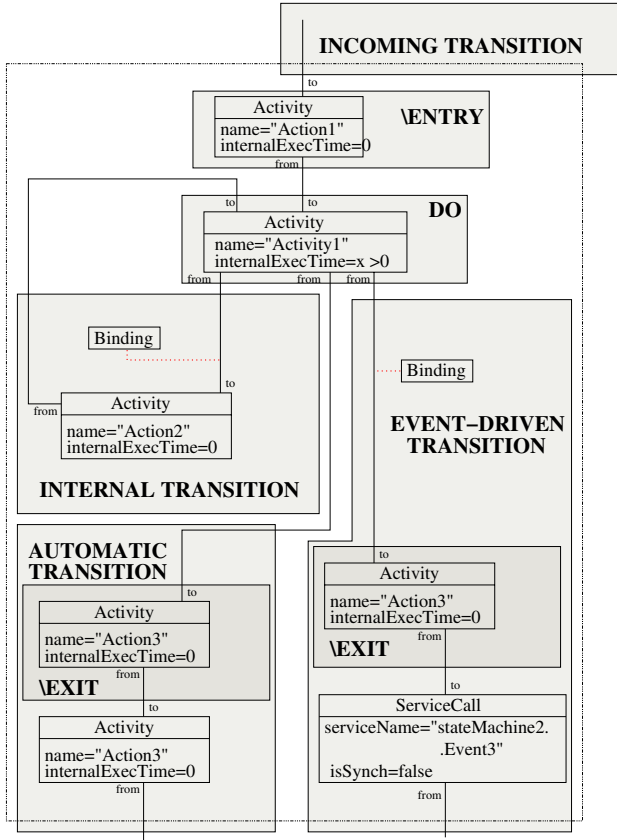 INCOMING TRANSITION
to
Activity
name="Action1"
internalExecTime=0
\ENTRY
from
to
to
DO
Activity
name="Activity1"
internalExecTime=x >0
from
from
from
Binding
to
from
Activity
name="Action2"
internalExecTime=0
INTERNAL TRANSITION
Binding
EVENT−DRIVEN
TRANSITION
AUTOMATIC
TRANSITION
to
Activity
name="Action3"
internalExecTime=0
from
\EXIT
to
Activity
name="Action3"
internalExecTime=0
from
to
Activity
name="Action3"
internalExecTime=0
from
\EXIT
to
ServiceCall
serviceName="stateMachine2.
.Event3"
isSynch=false
from